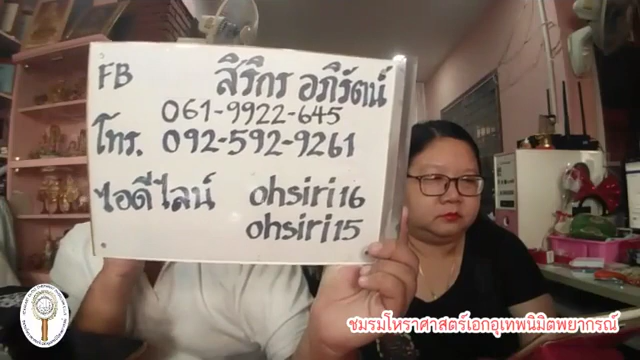 FB สิริกร อภิรัตน์
061-9922-645
โทร. 092-592-9261
ไอดีไลน์ ohsiri16
ohsiri15
ชมรมโหราศาสตร์เอกอุเทพนิมิตพยากรณ์